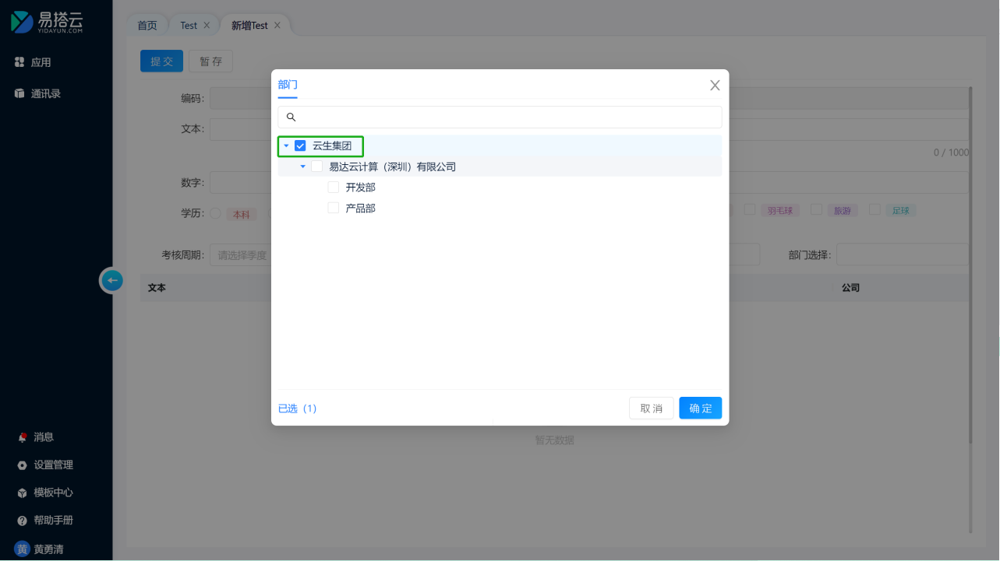 易搭云
YIDAYUN.COM
首页
Test
新增Test
应用
通讯录
提 交
暂 存
编码:
文本:
0 / 1000
数字:
学历:
本科
羽毛球
旅游
足球
考核周期:
请选择季度
部门选择:
文本
公司
部门
云生集团
易达云计算（深圳）有限公司
开发部
产品部
已选（1）
取 消
确 定
暂无数据
消息
设置管理
模板中心
帮助手册
黄 黄勇清